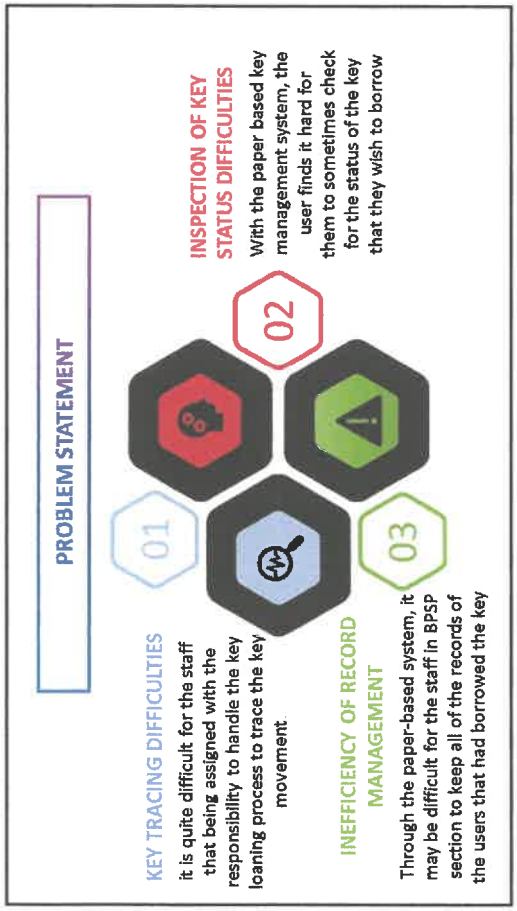 PROBLEM STATEMENT
01
KEY TRACING DIFFICULTIES
it is quite difficult for the staff
that being assigned with the
responsibility to handle the key
loaning process to trace the key
movement.
02
INSPECTION OF KEY
STATUS DIFFICULTIES
With the paper based key
management system, the
user finds it hard for
them to sometimes check
for the status of the key
that they wish to borrow
03
INEFFICIENCY OF RECORD
MANAGEMENT
Through the paper-based system, it
may be difficult for the staff in BPSP
section to keep all of the records of
the users that had borrowed the key